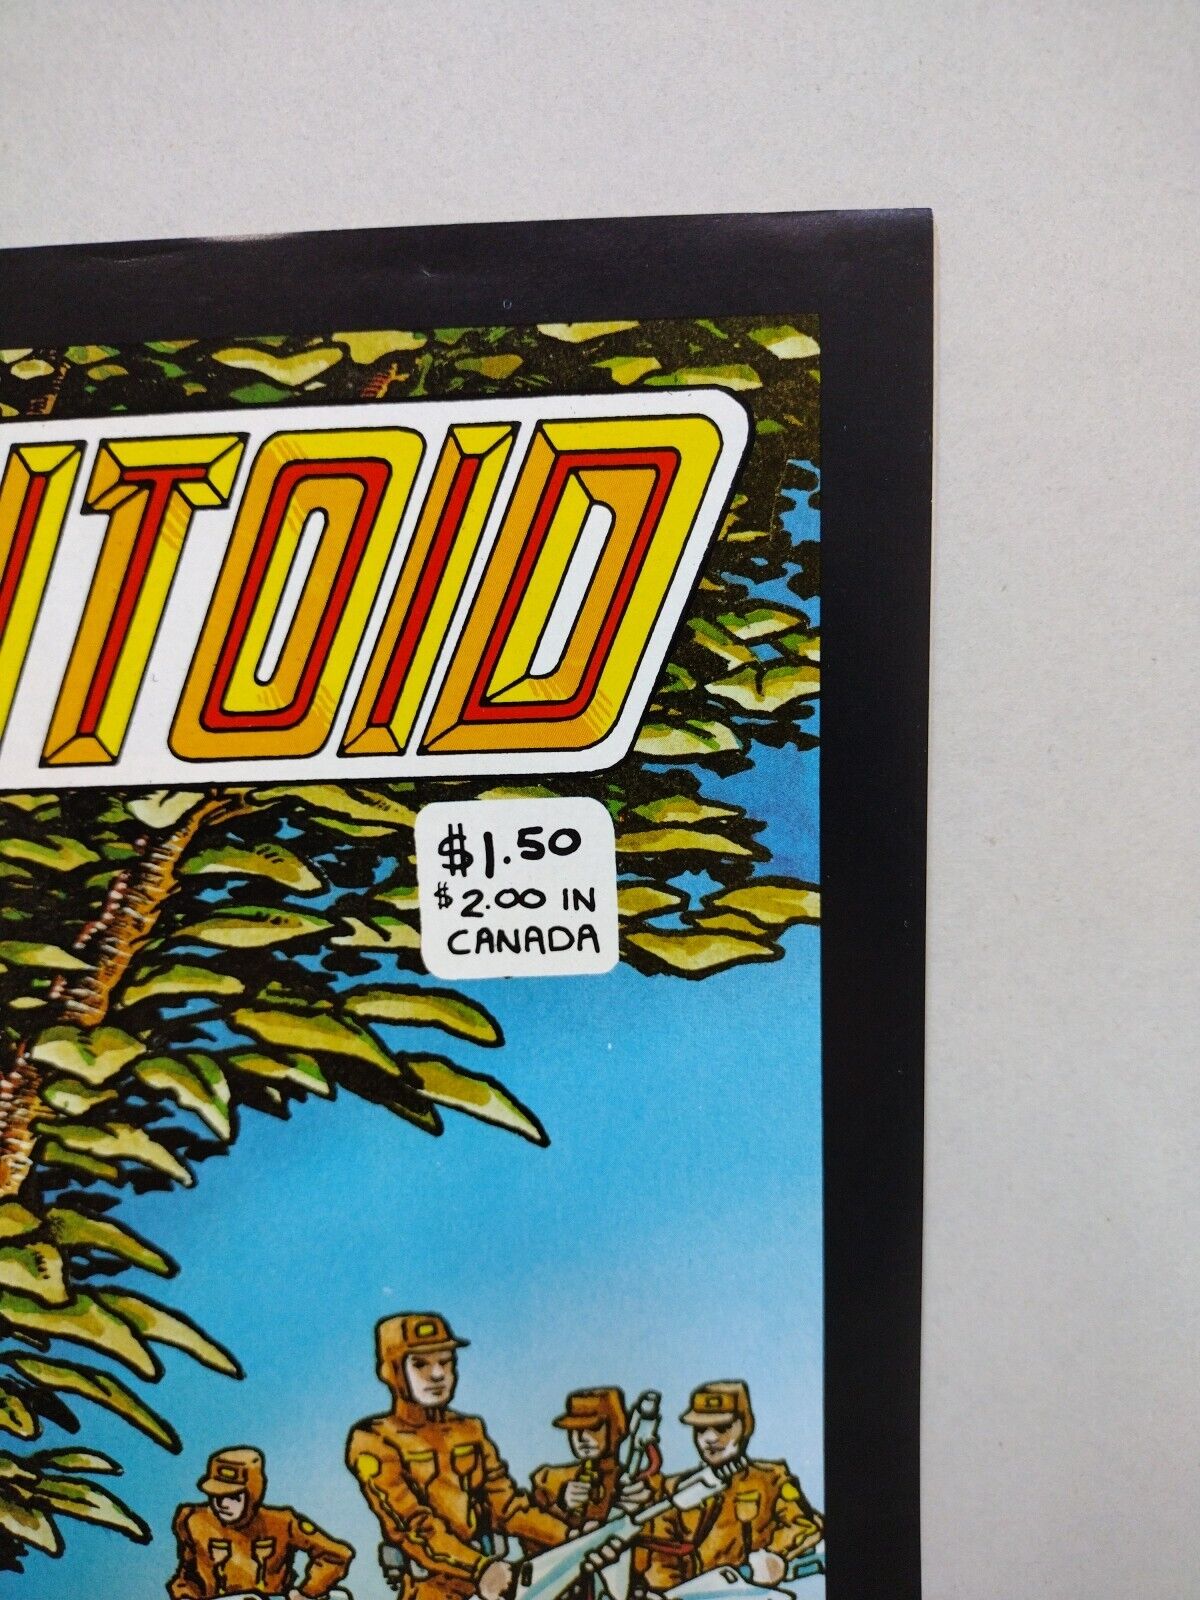 ITOID
$1.50
$2.00 IN
CANADA